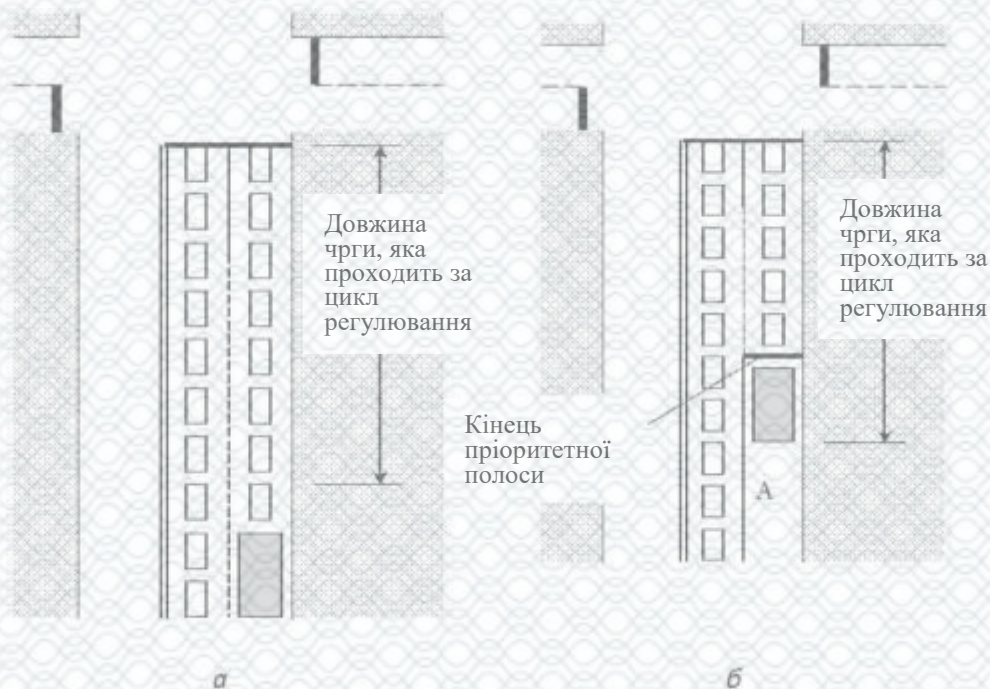 Довжина
чрги, яка
проходить за
цикл
регулювання
Довжина
чрги, яка
проходить за
цикл
регулювання
Кінець
пріоритетної
полоси
А
а
б